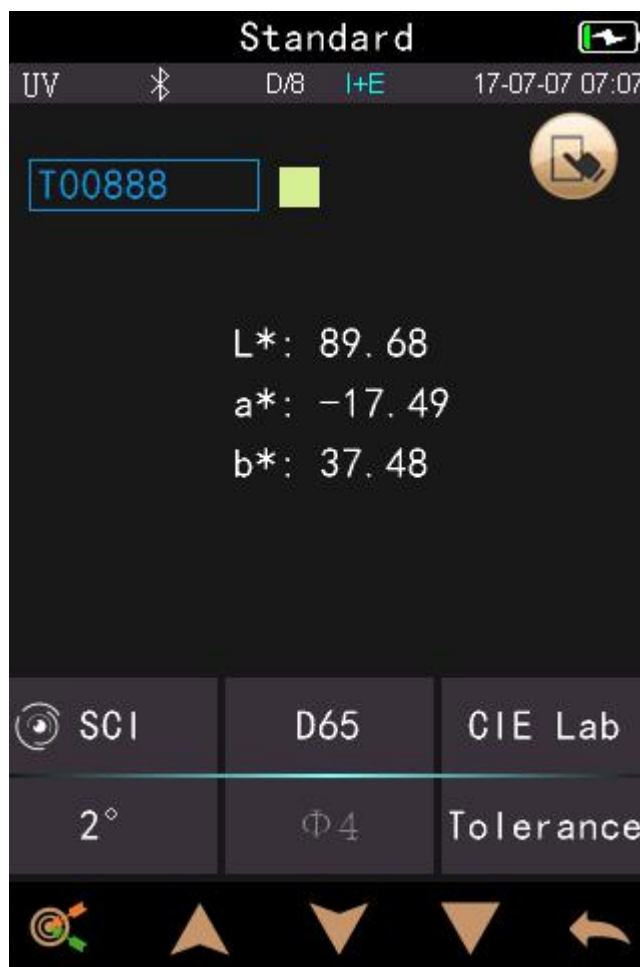 Standard
UV D/8 I+E 17-07-07 07:07
T00888
L*: 89.68
a*: -17.49
b*: 37.48
SCI D65 CIE Lab
2° Φ4 Tolerance